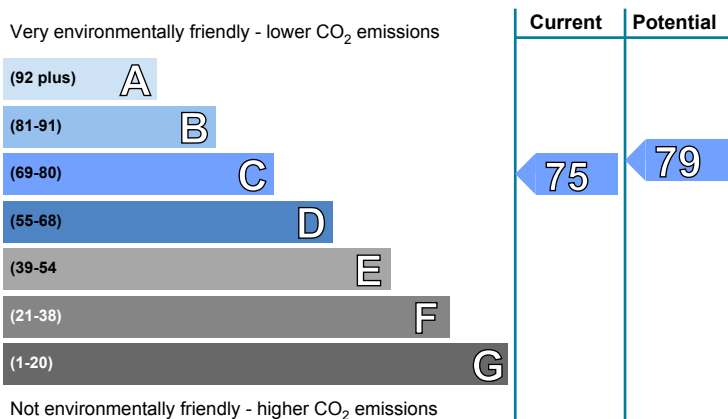 Current Potential
Very environmentally friendly - lower CO₂ emissions
(92 plus) A
(81-91) B
(69-80) C
75 79
(55-68) D
(39-54 E
(21-38) F
(1-20) G
Not environmentally friendly - higher CO₂ emissions